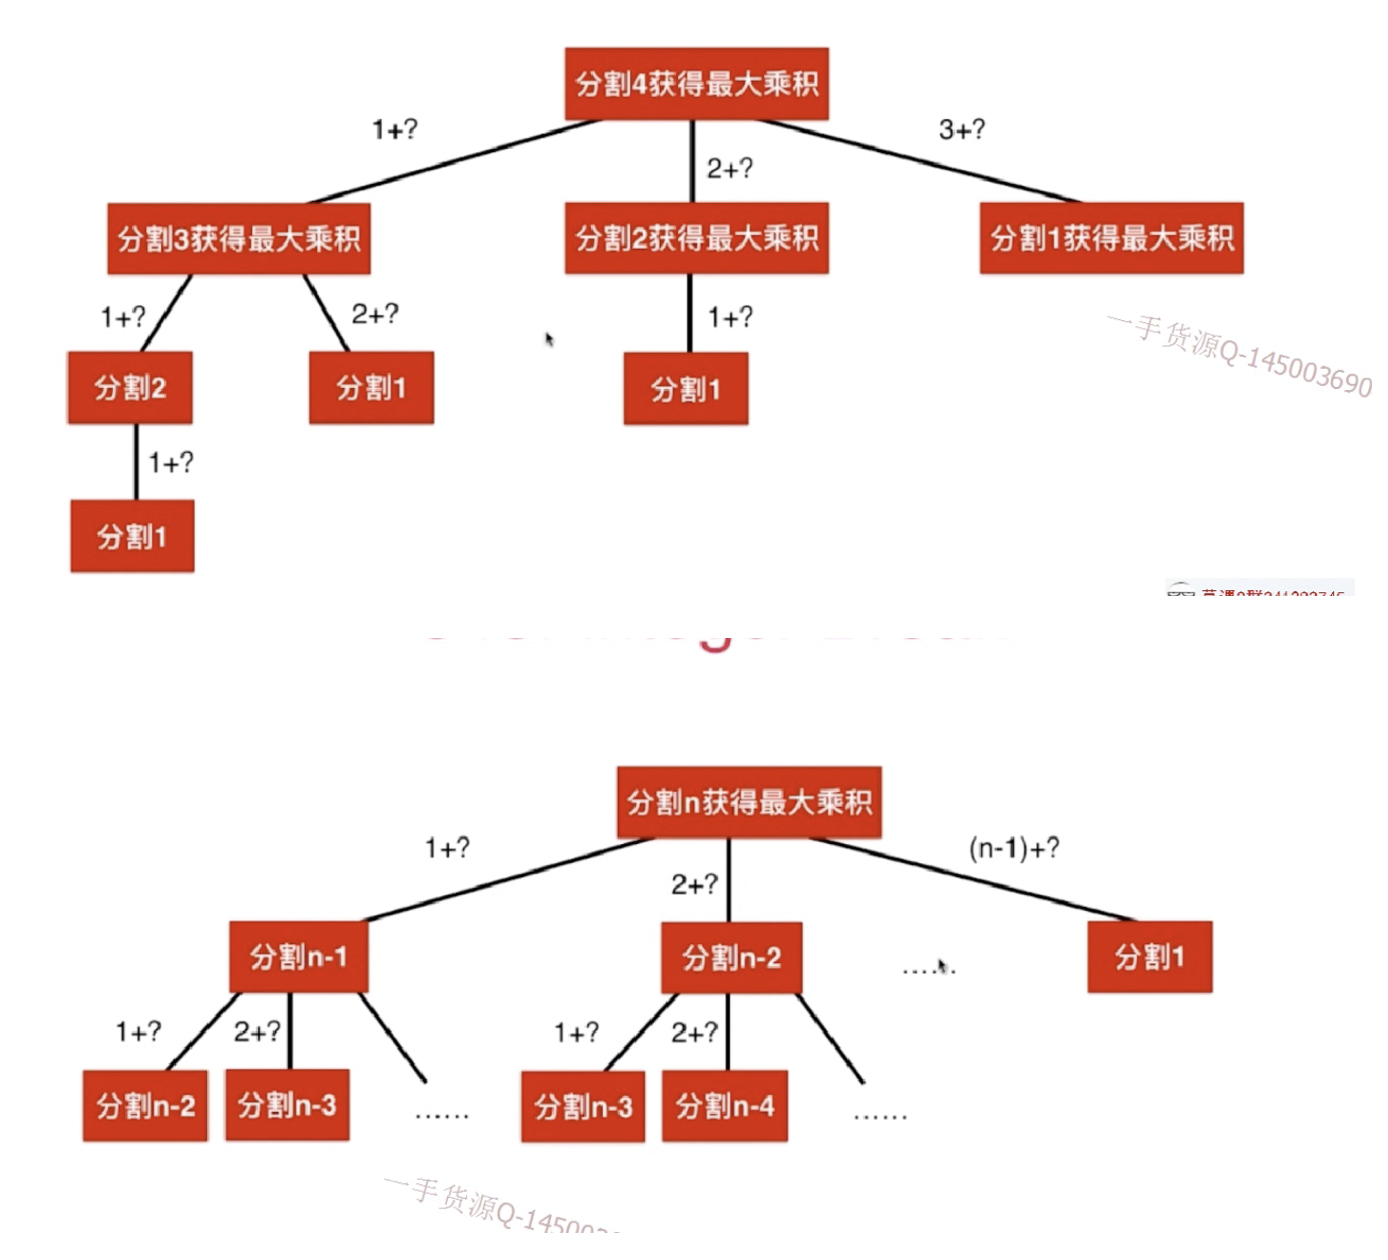 分割4获得最大乘积
1+?
2+?
3+?
分割3获得最大乘积
分割2获得最大乘积
分割1获得最大乘积
1+?
2+?
1+?
分割2
分割1
分割1
1+?
分割1
一手货源Q-145003690
分割n获得最大乘积
1+?
2+?
(n-1)+?
分割n-1
分割n-2
......
分割1
1+?
2+?
1+?
2+?
分割n-2
分割n-3
......
分割n-3
分割n-4
......
一手货源Q-145003